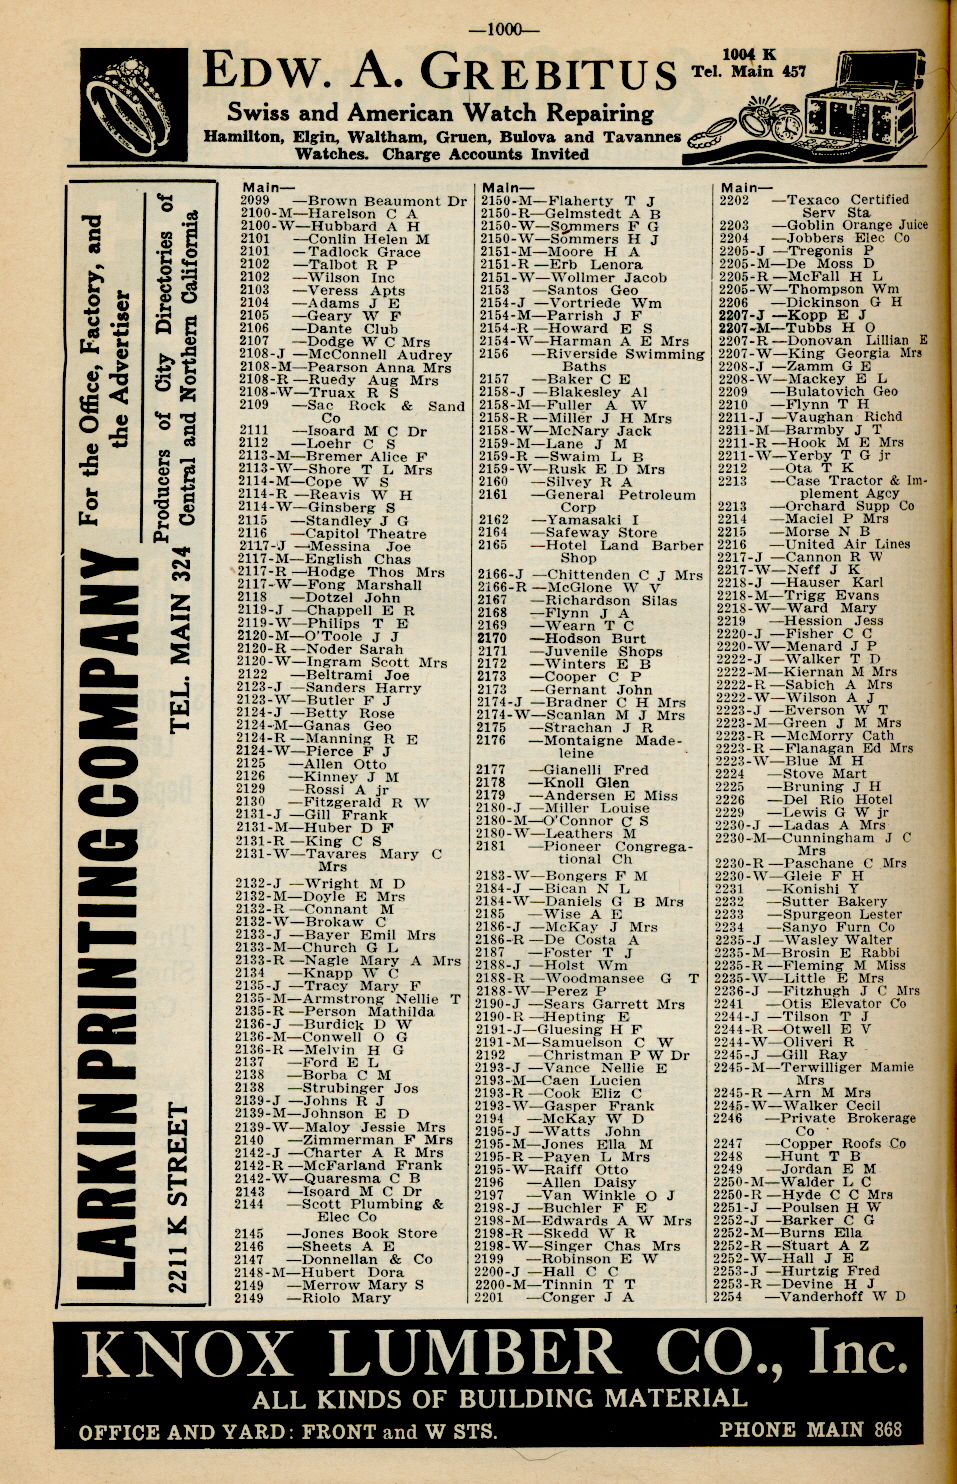 —1000—
EDW. A. GREBITUS
1004 K
Tel. Main 457
Swiss and American Watch Repairing
Hamilton, Elgin, Waltham, Gruen, Bulova and Tavannes
Watches. Charge Accounts Invited
LARKIN PRINTING COMPANY
2211 K STREET
TEL. MAIN 324
For the Office, Factory, and
the Advertiser
Producers of City Directories of
Central and Northern California
Main—
2099 —Brown Beaumont Dr
2100-M—Harelson C A
2100-W—Hubbard A H
2101 —Conlin Helen M
2101 —Tadlock Grace
2102 —Talbot R P
2102 —Wilson Inc
2103 —Veress Apts
2104 —Adams J E
2105 —Geary W F
2106 —Dante Club
2107 —Dodge W C Mrs
2108-J —McConnell Audrey
2108-M—Pearson Anna Mrs
2108-R —Ruedy Aug Mrs
2108-W—Truax R S
2109 —Sac Rock & Sand
Co
2111 —Isoard M C Dr
2112 —Loehr C S
2113-M—Bremer Alice F
2113-W—Shore T L Mrs
2114-M—Cope W S
2114-R —Reavis W H
2114-W—Ginsberg S
2115 —Standley J G
2116 —Capitol Theatre
2117-J —Messina Joe
2117-M—English Chas
2117-R —Hodge Thos Mrs
2117-W—Fong Marshall
2118 —Dotzel John
2119-J —Chappell E R
2119-W—Philips T E
2120-M—O'Toole J J
2120-R —Noder Sarah
2120-W—Ingram Scott Mrs
2122 —Beltrami Joe
2123-J —Sanders Harry
2123-W—Butler F J
2124-J —Betty Rose
2124-M—Ganas Geo
2124-R —Manning R E
2124-W—Pierce F J
2125 —Allen Otto
2126 —Kinney J M
2129 —Rossi A jr
2130 —Fitzgerald R W
2131-J —Gill Frank
2131-M—Huber D F
2131-R —King C S
2131-W—Tavares Mary C
Mrs
2132-J —Wright M D
2132-M—Doyle E Mrs
2132-R —Connant M
2132-W—Brokaw C
2133-J —Bayer Emil Mrs
2133-M—Church G L
2133-R —Nagle Mary A Mrs
2134 —Knapp W C
2135-J —Tracy Mary F
2135-M—Armstrong Nellie T
2135-R —Person Mathilda
2136-J —Burdick D W
2136-M—Conwell O G
2136-R —Melvin H G
2137 —Ford E L
2138 —Borba C M
2138 —Strubinger Jos
2139-J —Johns R J
2139-M—Johnson E D
2139-W—Maloy Jessie Mrs
2140 —Zimmerman F Mrs
2142-J —Charter A R Mrs
2142-R —McFarland Frank
2142-W—Quaresma C B
2143 —Isoard M C Dr
2144 —Scott Plumbing &
Elec Co
2145 —Jones Book Store
2146 —Sheets A E
2147 —Donnellan & Co
2148-M—Hubert Dora
2149 —Merrow Mary S
2149 —Riolo Mary
Main—
2150-M—Flaherty T J
2150-R—Gelmstedt A B
2150-W—Sommers F G
2150-W—Sommers H J
2151-M—Moore H A
2151-R —Erb Lenora
2151-W—Wollmer Jacob
2153 —Santos Geo
2154-J —Vortriede Wm
2154-M—Parrish J F
2154-R —Howard E S
2154-W—Harman A E Mrs
2156 —Riverside Swimming
Baths
2157 —Baker C E
2158-J —Blakesley Al
2158-M—Fuller A W
2158-R —Miller J H Mrs
2158-W—McNary Jack
2159-M—Lane J M
2159-R —Swaim L B
2159-W—Rusk E D Mrs
2160 —Silvey R A
2161 —General Petroleum
Corp
2162 —Yamasaki I
2164 —Safeway Store
2165 —Hotel Land Barber
Shop
2166-J —Chittenden C J Mrs
2166-R —McGlone W V
2167 —Richardson Silas
2168 —Flynn J A
2169 —Wearn T C
2170 —Hodson Burt
2171 —Juvenile Shops
2172 —Winters E B
2173 —Cooper C P
2173 —Gernant John
2174-J —Bradner C H Mrs
2174-W—Scanlan M J Mrs
2175 —Strachan J R
2176 —Montaigne Made-
leine
2177 —Gianelli Fred
2178 —Knoll Glen
2179 —Andersen E Miss
2180-J —Miller Louise
2180-M—O'Connor C S
2180-W—Leathers M
2181 —Pioneer Congrega-
tional Ch
2183-W—Bongers F M
2184-J —Bican N L
2184-W—Daniels G B Mrs
2185 —Wise A E
2186-J —McKay J Mrs
2186-R —De Costa A
2187 —Foster T J
2188-J —Holst Wm
2188-R —Woodmansee G T
2188-W—Perez P
2190-J —Sears Garrett Mrs
2190-R —Hepting E
2191-J—Gluesing H F
2191-M—Samuelson C W
2192 —Christman P W Dr
2193-J —Vance Nellie E
2193-M—Caen Lucien
2193-R —Cook Eliz C
2193-W—Gasper Frank
2194 —McKay W D
2195-J —Watts John
2195-M—Jones Ella M
2195-R —Payen L Mrs
2195-W—Raiff Otto
2196 —Allen Daisy
2197 —Van Winkle O J
2198-J —Buchler F E
2198-M—Edwards A W Mrs
2198-R —Skedd W R
2198-W—Singer Chas Mrs
2199 —Robinson E W
2200-J —Hall C C
2200-M—Tinnin T T
2201 —Conger J A
Main—
2202 —Texaco Certified
Serv Sta
2203 —Goblin Orange Juice
2204 —Jobbers Elec Co
2205-J —Tregonis P
2205-M—De Moss D
2205-R —McFall H L
2205-W—Thompson Wm
2206 —Dickinson G H
2207-J —Kopp E J
2207-M—Tubbs H O
2207-R —Donovan Lillian E
2207-W—King Georgia Mrs
2208-J —Zamm G E
2208-W—Mackey E L
2209 —Bulatovich Geo
2210 —Flynn T H
2211-J —Vaughan Richd
2211-M—Barmby J T
2211-R —Hook M E Mrs
2211-W—Yerby T G jr
2212 —Ota T K
2213 —Case Tractor & Im-
plement Agcy
2213 —Orchard Supp Co
2214 —Maciel P Mrs
2215 —Morse N B
2216 —United Air Lines
2217-J —Cannon R W
2217-W—Neff J K
2218-J —Hauser Karl
2218-M—Trigg Evans
2218-W—Ward Mary
2219 —Hession Jess
2220-J —Fisher C C
2220-W—Menard J P
2222-J —Walker T D
2222-M—Kiernan M Mrs
2222-R —Sabich A Mrs
2222-W—Wilson A J
2223-J —Everson W T
2223-M—Green J M Mrs
2223-R —McMorry Cath
2223-R —Flanagan Ed Mrs
2223-W—Blue M H
2224 —Stove Mart
2225 —Bruning J H
2226 —Del Rio Hotel
2229 —Lewis G W jr
2230-J —Ladas A Mrs
2230-M—Cunningham J C
Mrs
2230-R —Paschane C Mrs
2230-W—Gleie F H
2231 —Konishi Y
2232 —Sutter Bakery
2233 —Spurgeon Lester
2234 —Sanyo Furn Co
2235-J —Wasley Walter
2235-M—Brosin E Rabbi
2235-R —Fleming M Miss
2235-W—Little E Mrs
2236-J —Fitzhugh J C Mrs
2241 —Otis Elevator Co
2244-J —Tilson T J
2244-R —Otwell E V
2244-W—Oliveri R
2245-J —Gill Ray
2245-M—Terwilliger Mamie
Mrs
2245-R —Arn M Mrs
2245-W—Walker Cecil
2246 —Private Brokerage
Co
2247 —Copper Roofs Co
2248 —Hunt T B
2249 —Jordan E M
2250-M—Walder L C
2250-R —Hyde C C Mrs
2251-J —Poulsen H W
2252-J —Barker C G
2252-M—Burns Ella
2252-R —Stuart A Z
2252-W—Hall J E
2253-J —Hurtzig Fred
2253-R —Devine H J
2254 —Vanderhoff W D
KNOX LUMBER CO., Inc.
ALL KINDS OF BUILDING MATERIAL
OFFICE AND YARD: FRONT and W STS.
PHONE MAIN 868